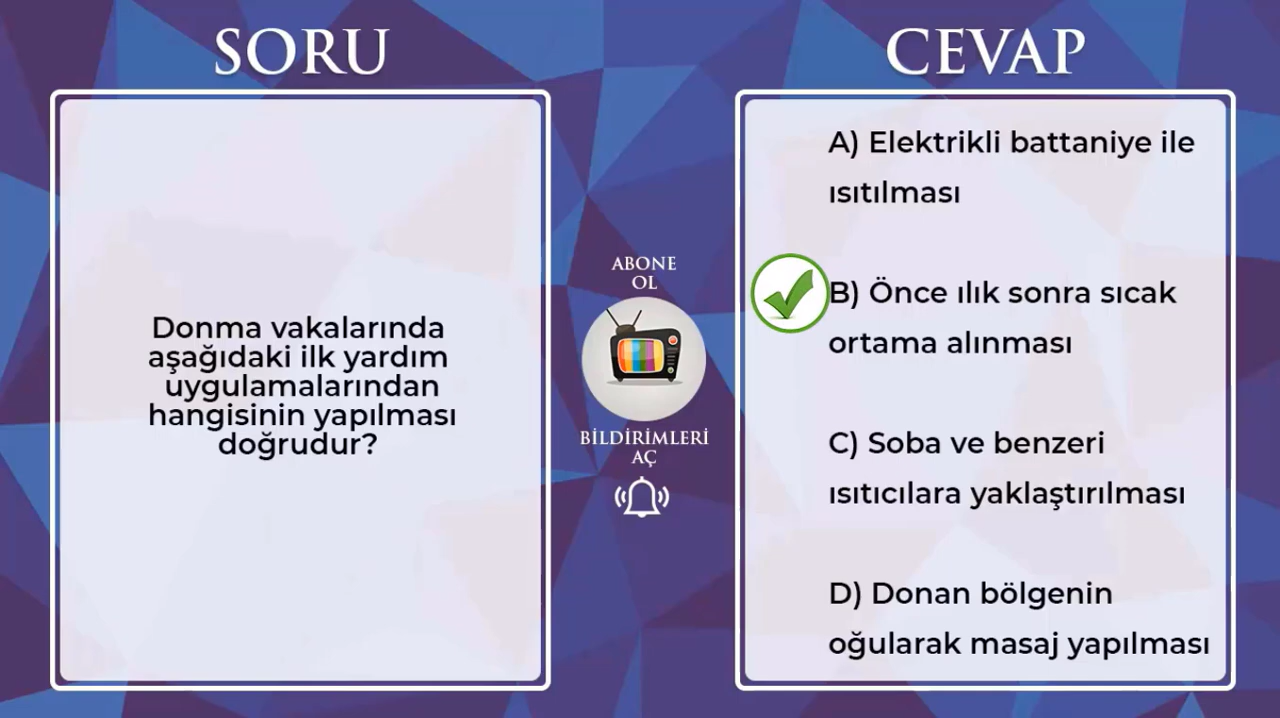 SORU
Donma vakalarında
aşağıdaki ilk yardım
uygulamalarından
hangisinin yapılması
doğrudur?
ABONE
OL
BİLDİRİMLERİ
AÇ
CEVAP
A) Elektrikli battaniye ile
ısıtılması
B) Önce ılık sonra sıcak
ortama alınması
C) Soba ve benzeri
ısıtıcılara yaklaştırılması
D) Donan bölgenin
oğularak masaj yapılması